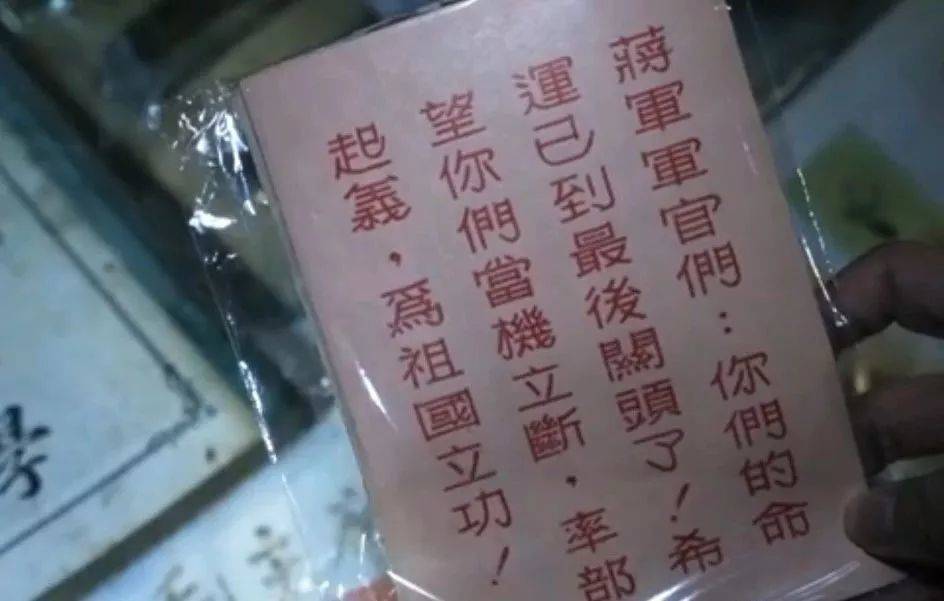 蔣軍軍官們：你們的命
運已到最後關頭了！希
望你們當機立斷，率部
起義，為祖國立功！